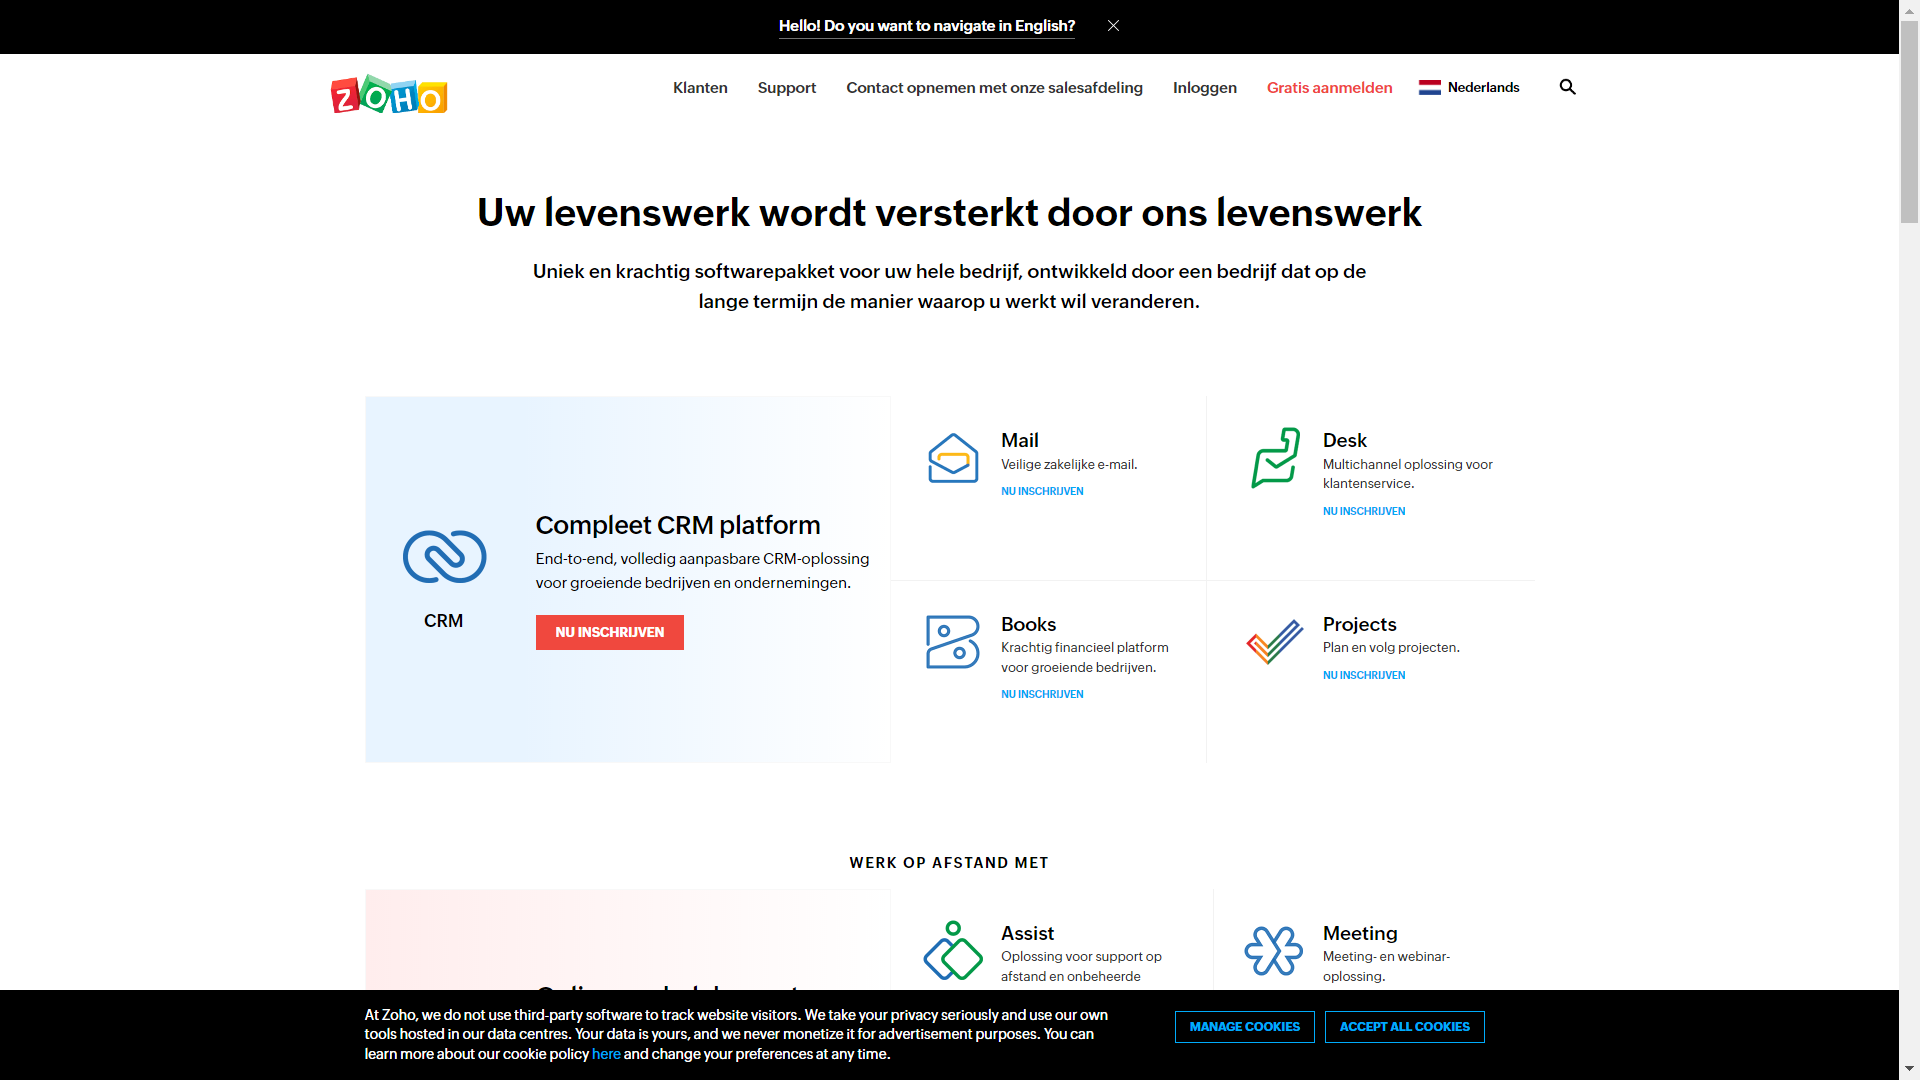 Hello! Do you want to navigate in English?
ZOHO
Klanten
Support
Contact opnemen met onze salesafdeling
Inloggen
Gratis aanmelden
Nederlands
Uw levenswerk wordt versterkt door ons levenswerk
Uniek en krachtig softwarepakket voor uw hele bedrijf, ontwikkeld door een bedrijf dat op de
lange termijn de manier waarop u werkt wil veranderen.
CRM
Compleet CRM platform
End-to-end, volledig aanpasbare CRM-oplossing
voor groeiende bedrijven en ondernemingen.
NU INSCHRIJVEN
Mail
Veilige zakelijke e-mail.
NU INSCHRIJVEN
Desk
Multichannel oplossing voor
klantenservice.
NU INSCHRIJVEN
Books
Krachtig financieel platform
voor groeiende bedrijven.
NU INSCHRIJVEN
Projects
Plan en volg projecten.
NU INSCHRIJVEN
WERK OP AFSTAND MET
Assist
Oplossing voor support op
afstand en onbeheerde
Meeting
Meeting- en webinar-
oplossing.
At Zoho, we do not use third-party software to track website visitors. We take your privacy seriously and use our own
tools hosted in our data centres. Your data is yours, and we never monetize it for advertisement purposes. You can
learn more about our cookie policy here and change your preferences at any time.
MANAGE COOKIES
ACCEPT ALL COOKIES